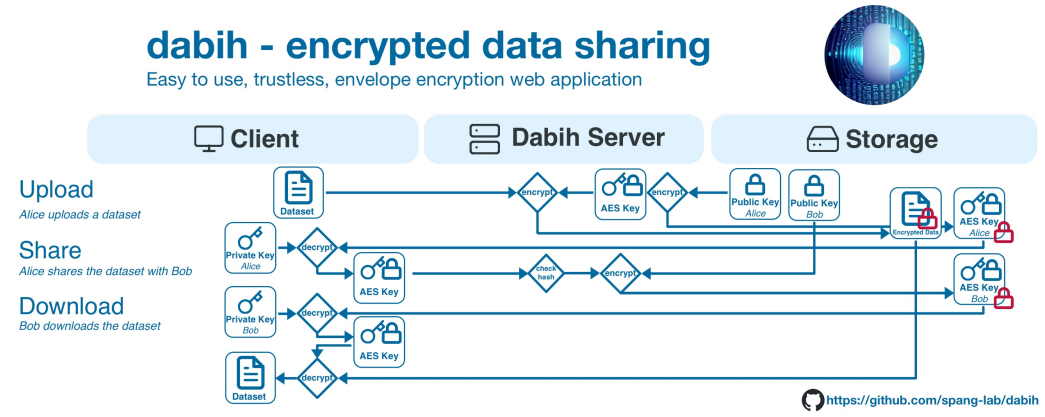 dabih - encrypted data sharing
Easy to use, trustless, envelope encryption web application
Client
Dabih Server
Storage
Upload
Alice uploads a dataset
Dataset
encrypt
AES Key
encrypt
Public Key
Alice
Public Key
Bob
Encrypted Data
AES Key
Alice
Share
Alice shares the dataset with Bob
Private Key
Alice
decrypt
AES Key
check
hash
encrypt
AES Key
Bob
Download
Bob downloads the dataset
Private Key
Bob
decrypt
AES Key
Dataset
decrypt
https://github.com/spang-lab/dabih